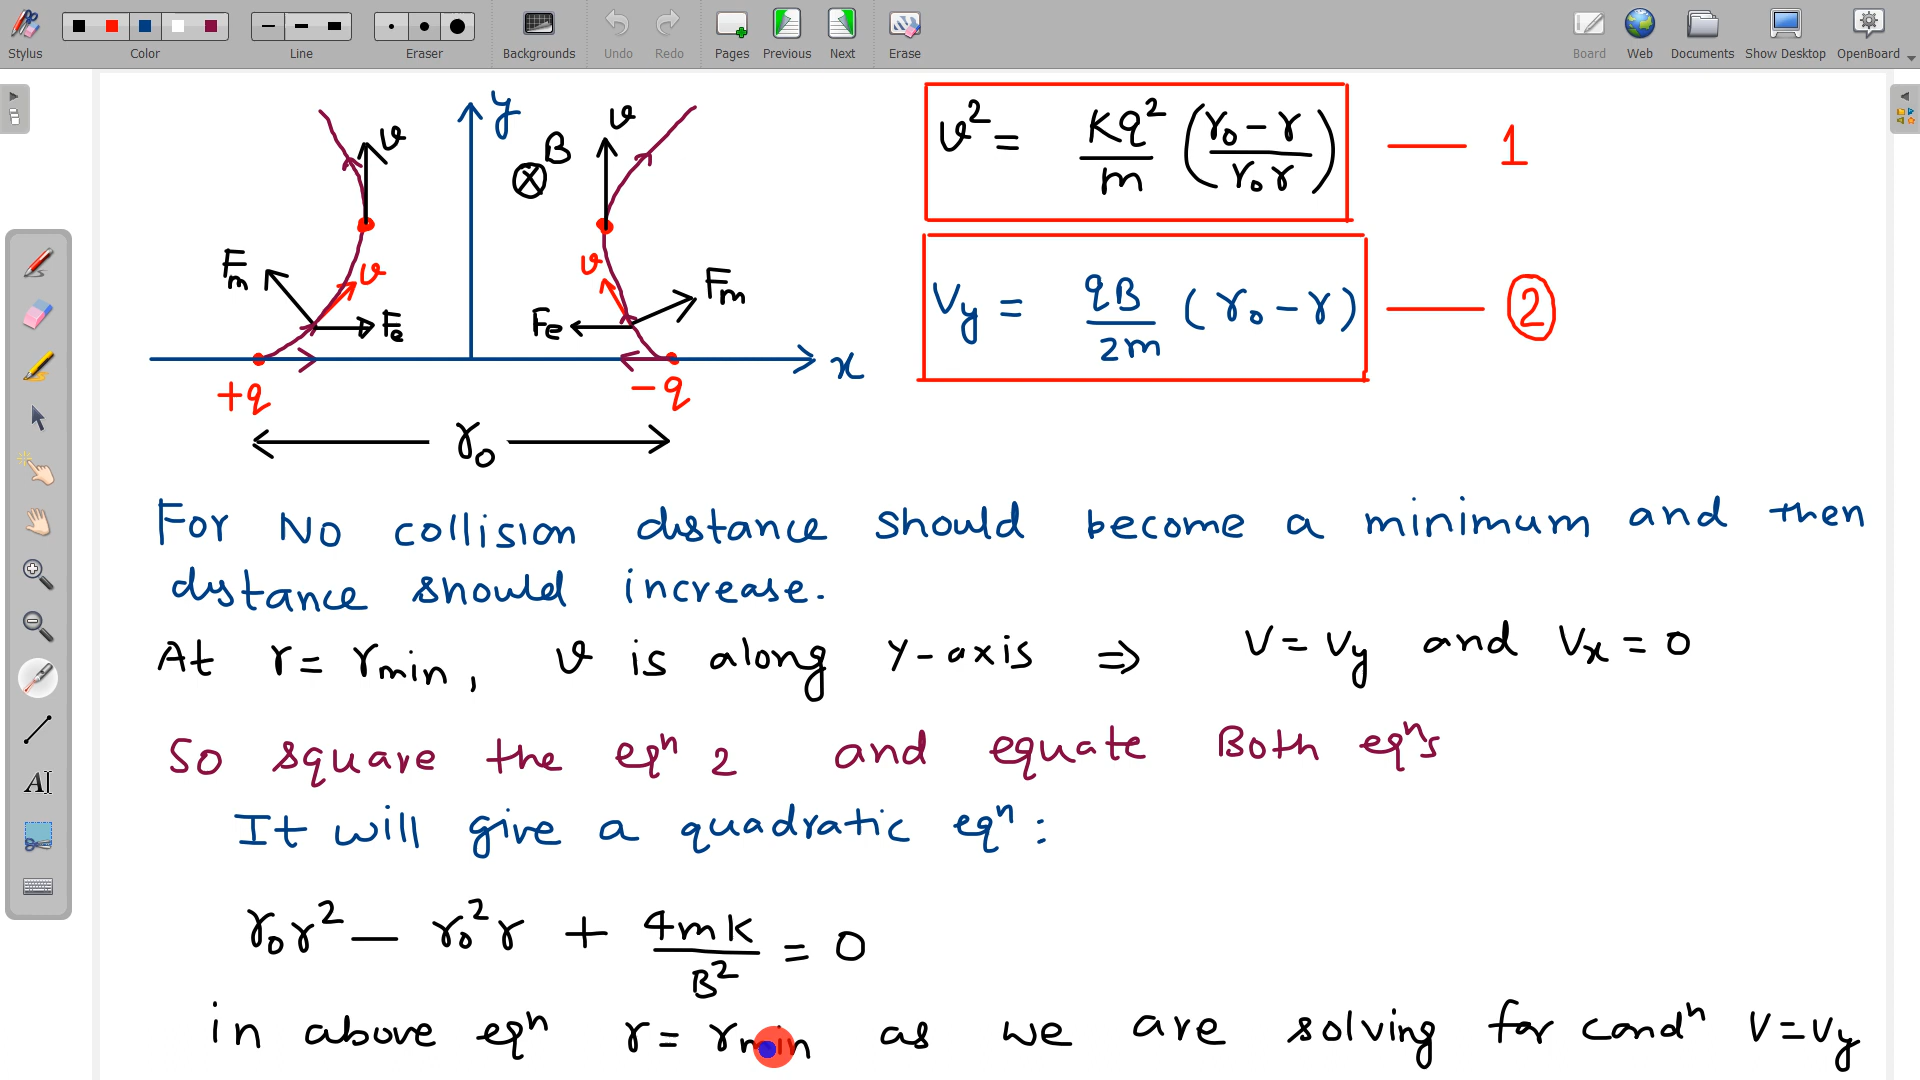 Stylus
Color
Line
Eraser
Backgrounds
Undo
Redo
Pages
Previous
Next
Erase
Board
Web
Documents
Show Desktop
OpenBoard
y
B
v
v
v
v
Fm
Fe
Fe
Fm
+q
-q
x
r₀
v² = Kq²/m (r₀-r / r₀r) — 1
Vy = qB/2m (r₀-r) — 2
For No collision distance should become a minimum and then
distance should increase.
At r = rmin, v is along Y-axis ⇒ V = Vy and Vx = 0
So square the eqⁿ 2 and equate Both eqⁿs
It will give a quadratic eqⁿ:
r₀r² - r₀²r + 4mK/B² = 0
in above eqⁿ r = rmin as we are solving for condⁿ V = Vy